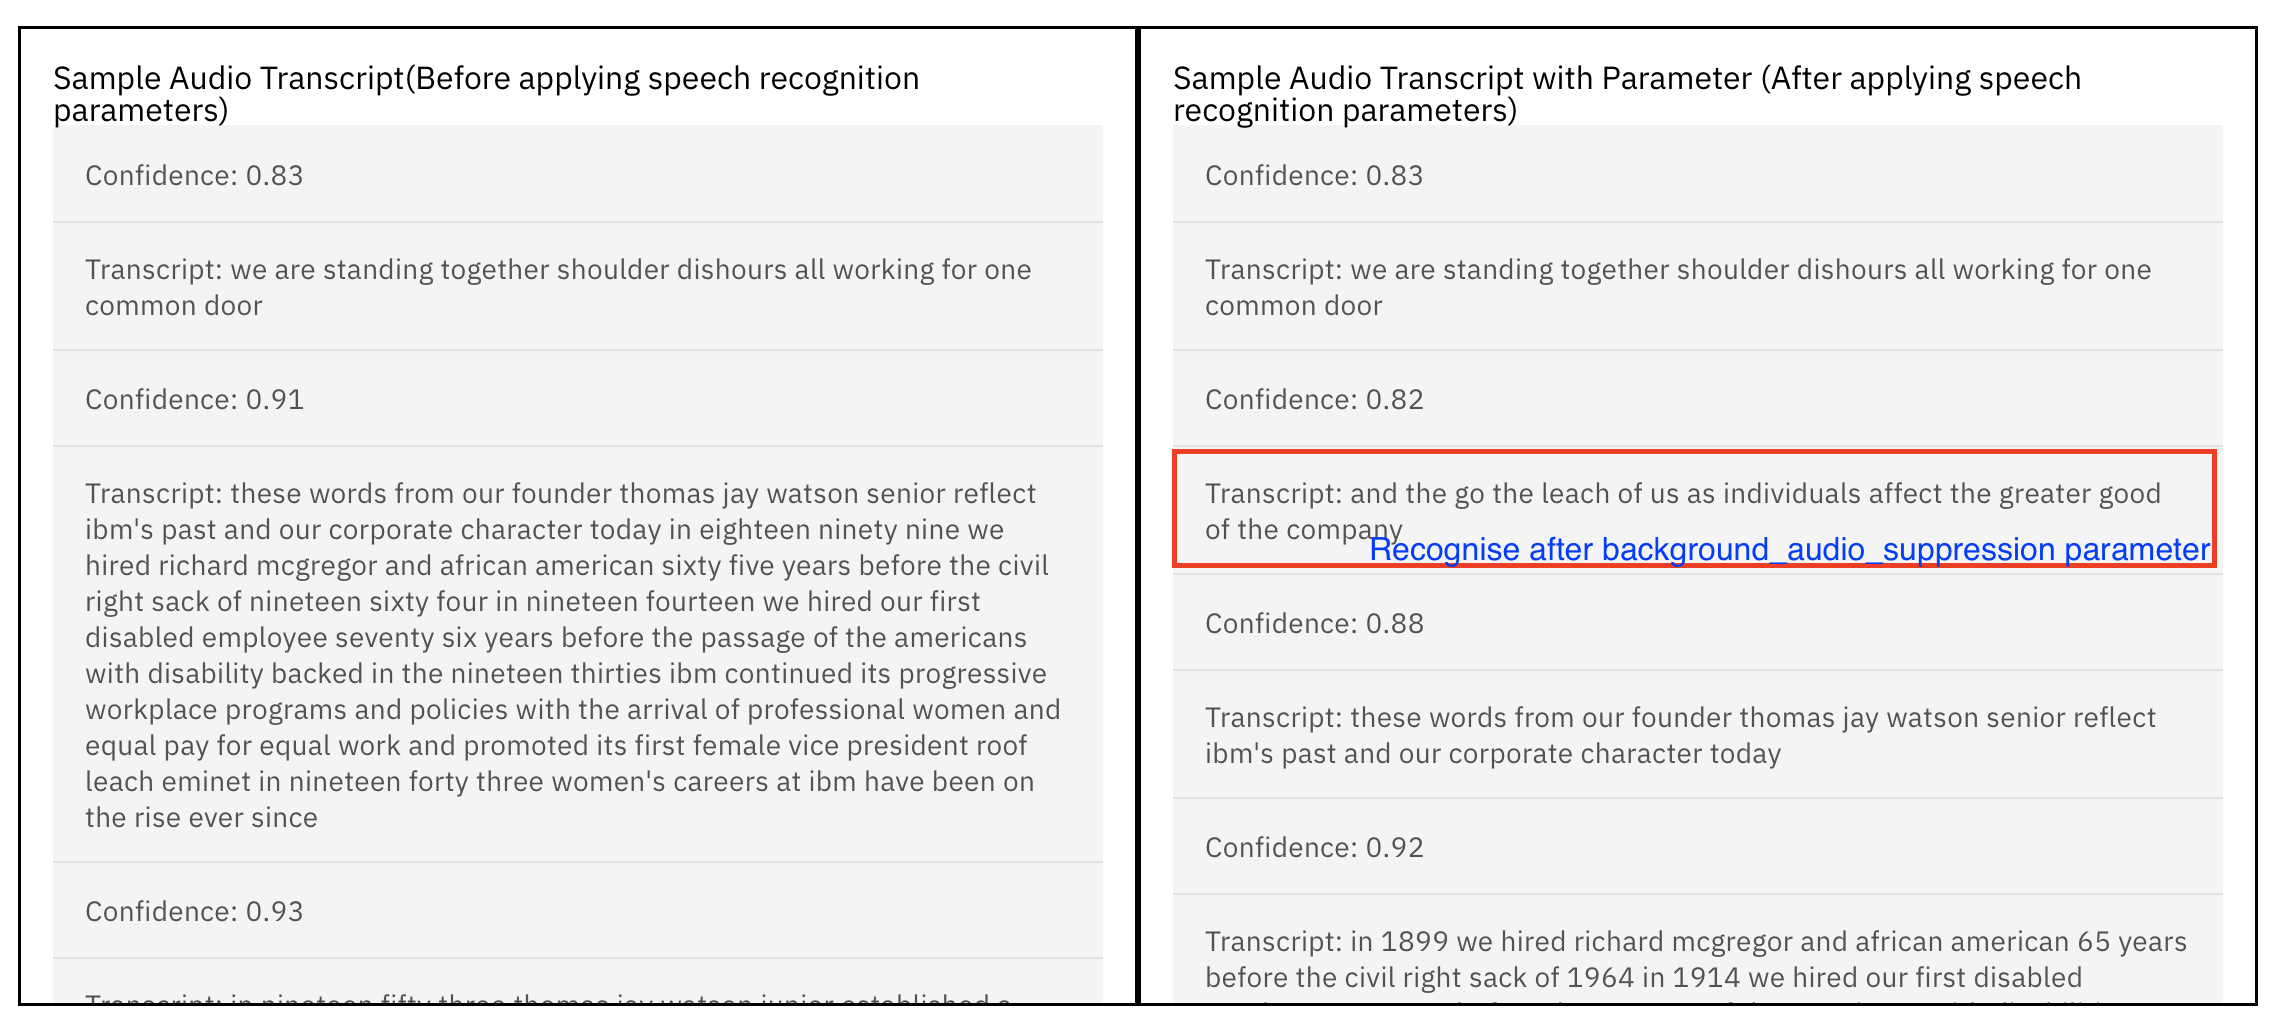 Sample Audio Transcript(Before applying speech recognition
parameters)
Confidence: 0.83
Transcript: we are standing together shoulder dishours all working for one
common door
Confidence: 0.91
Transcript: these words from our founder thomas jay watson senior reflect
ibm's past and our corporate character today in eighteen ninety nine we
hired richard mcgregor and african american sixty five years before the civil
right sack of nineteen sixty four in nineteen fourteen we hired our first
disabled employee seventy six years before the passage of the americans
with disability backed in the nineteen thirties ibm continued its progressive
workplace programs and policies with the arrival of professional women and
equal pay for equal work and promoted its first female vice president roof
leach eminet in nineteen forty three women's careers at ibm have been on
the rise ever since
Confidence: 0.93
Transcript: in nineteen fifty three thomas jay watson junior established a
Sample Audio Transcript with Parameter (After applying speech
recognition parameters)
Confidence: 0.83
Transcript: we are standing together shoulder dishours all working for one
common door
Confidence: 0.82
Transcript: and the go the leach of us as individuals affect the greater good
of the company
Recognise after background_audio_suppression parameter
Confidence: 0.88
Transcript: these words from our founder thomas jay watson senior reflect
ibm's past and our corporate character today
Confidence: 0.92
Transcript: in 1899 we hired richard mcgregor and african american 65 years
before the civil right sack of 1964 in 1914 we hired our first disabled